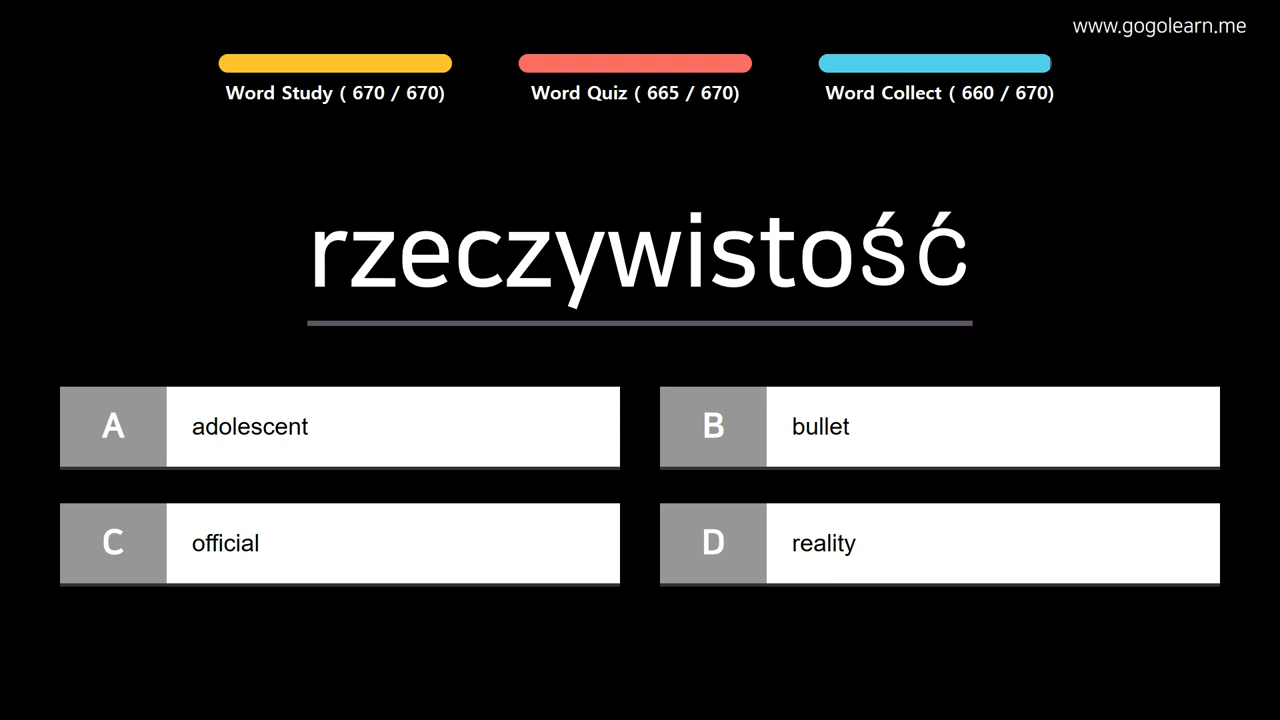 www.gogolearn.me
Word Study ( 670 / 670)
Word Quiz ( 665 / 670)
Word Collect ( 660 / 670)
rzeczywistość
A adolescent
B bullet
C official
D reality